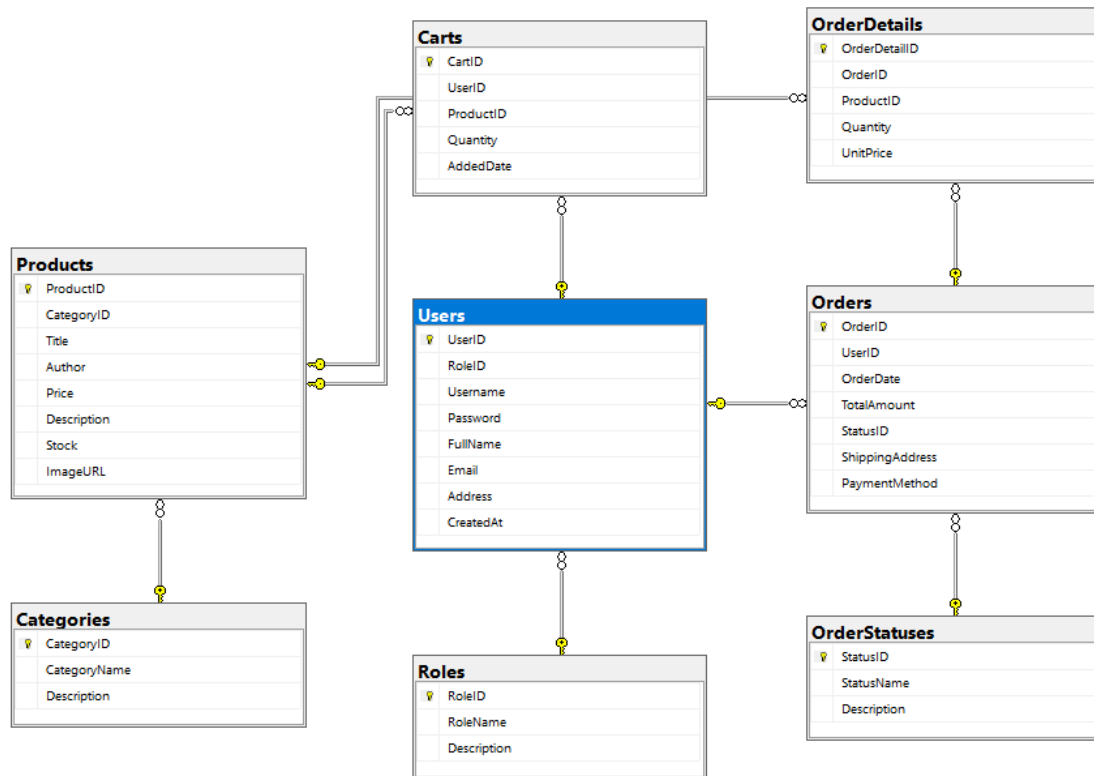 Carts
CartID
UserID
ProductID
Quantity
AddedDate
OrderDetails
OrderDetailID
OrderID
ProductID
Quantity
UnitPrice
Products
ProductID
CategoryID
Title
Author
Price
Description
Stock
ImageURL
Users
UserID
RoleID
Username
Password
FullName
Email
Address
CreatedAt
Orders
OrderID
UserID
OrderDate
TotalAmount
StatusID
ShippingAddress
PaymentMethod
Categories
CategoryID
CategoryName
Description
Roles
RoleID
RoleName
Description
OrderStatuses
StatusID
StatusName
Description